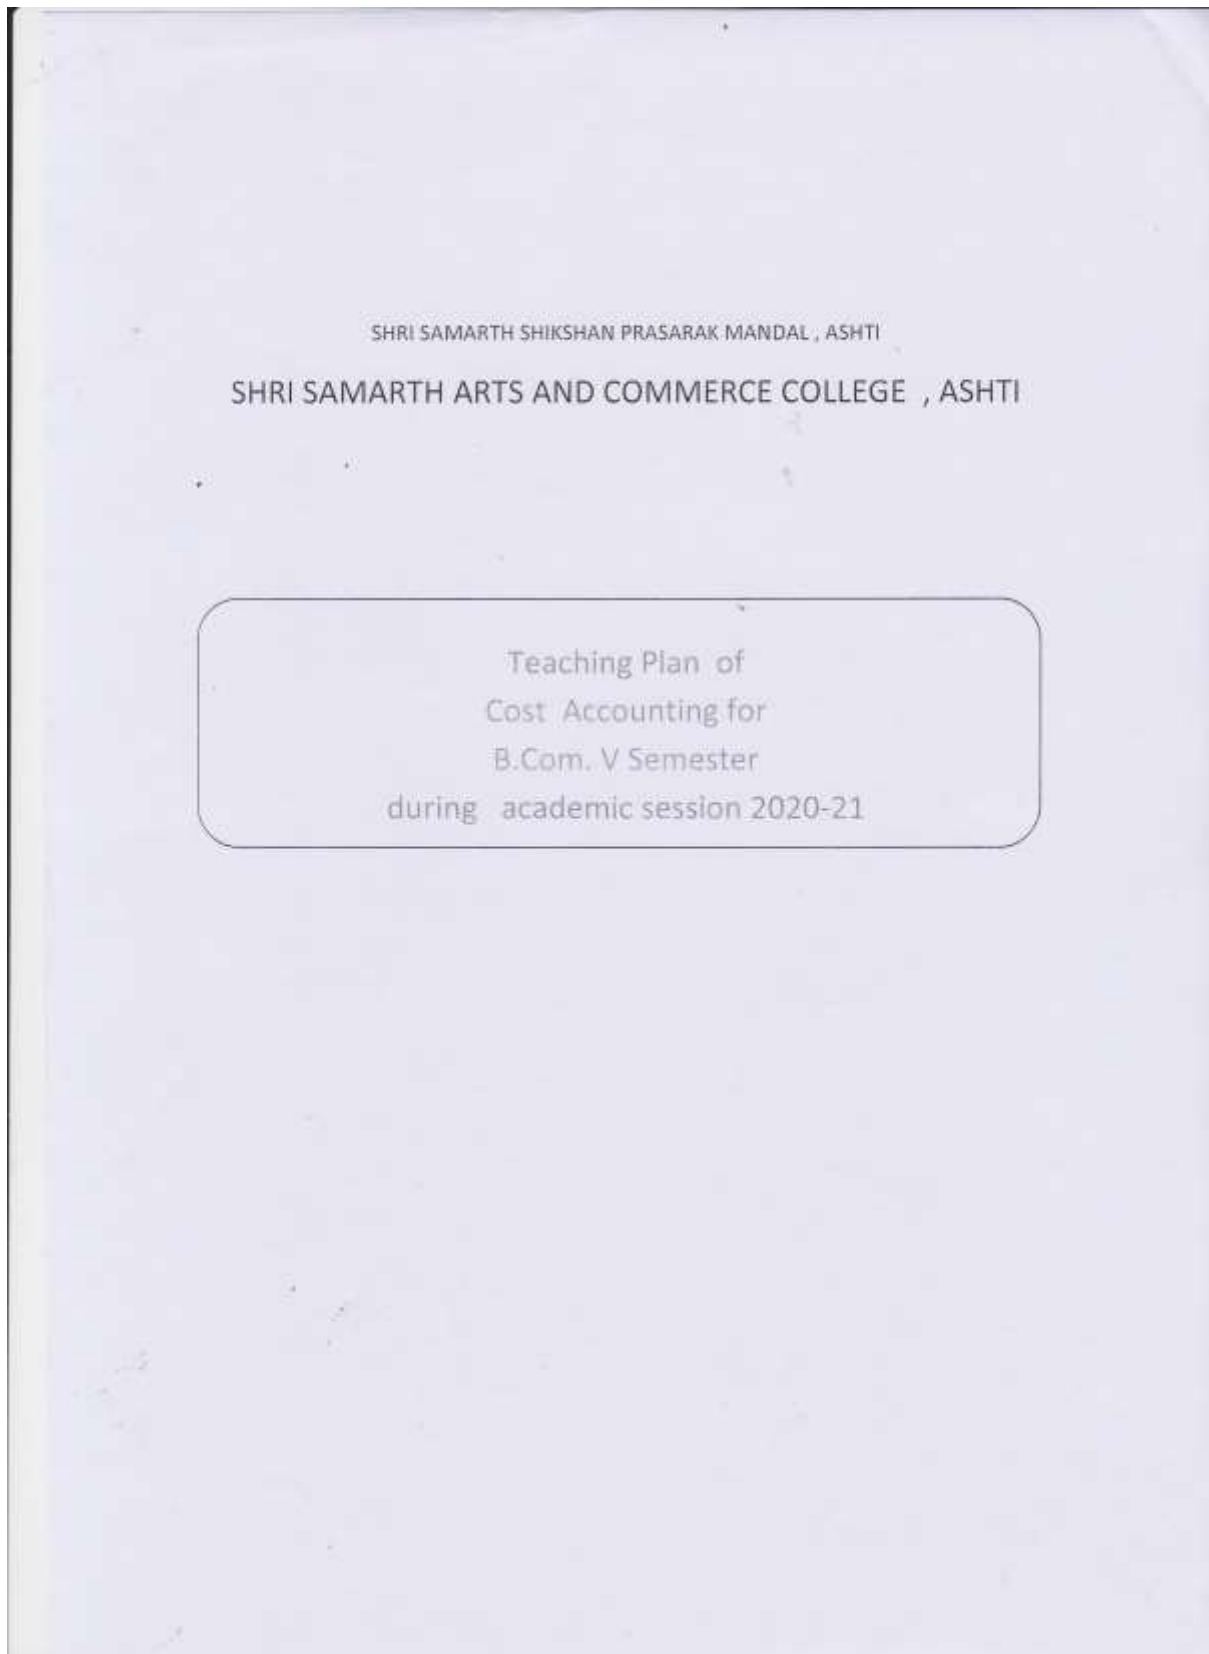 SHRI SAMARTH SHIKSHAN PRASARAK MANDAL , ASHTI
SHRI SAMARTH ARTS AND COMMERCE COLLEGE , ASHTI
Teaching Plan of
Cost Accounting for
B.Com. V Semester
during academic session 2020-21